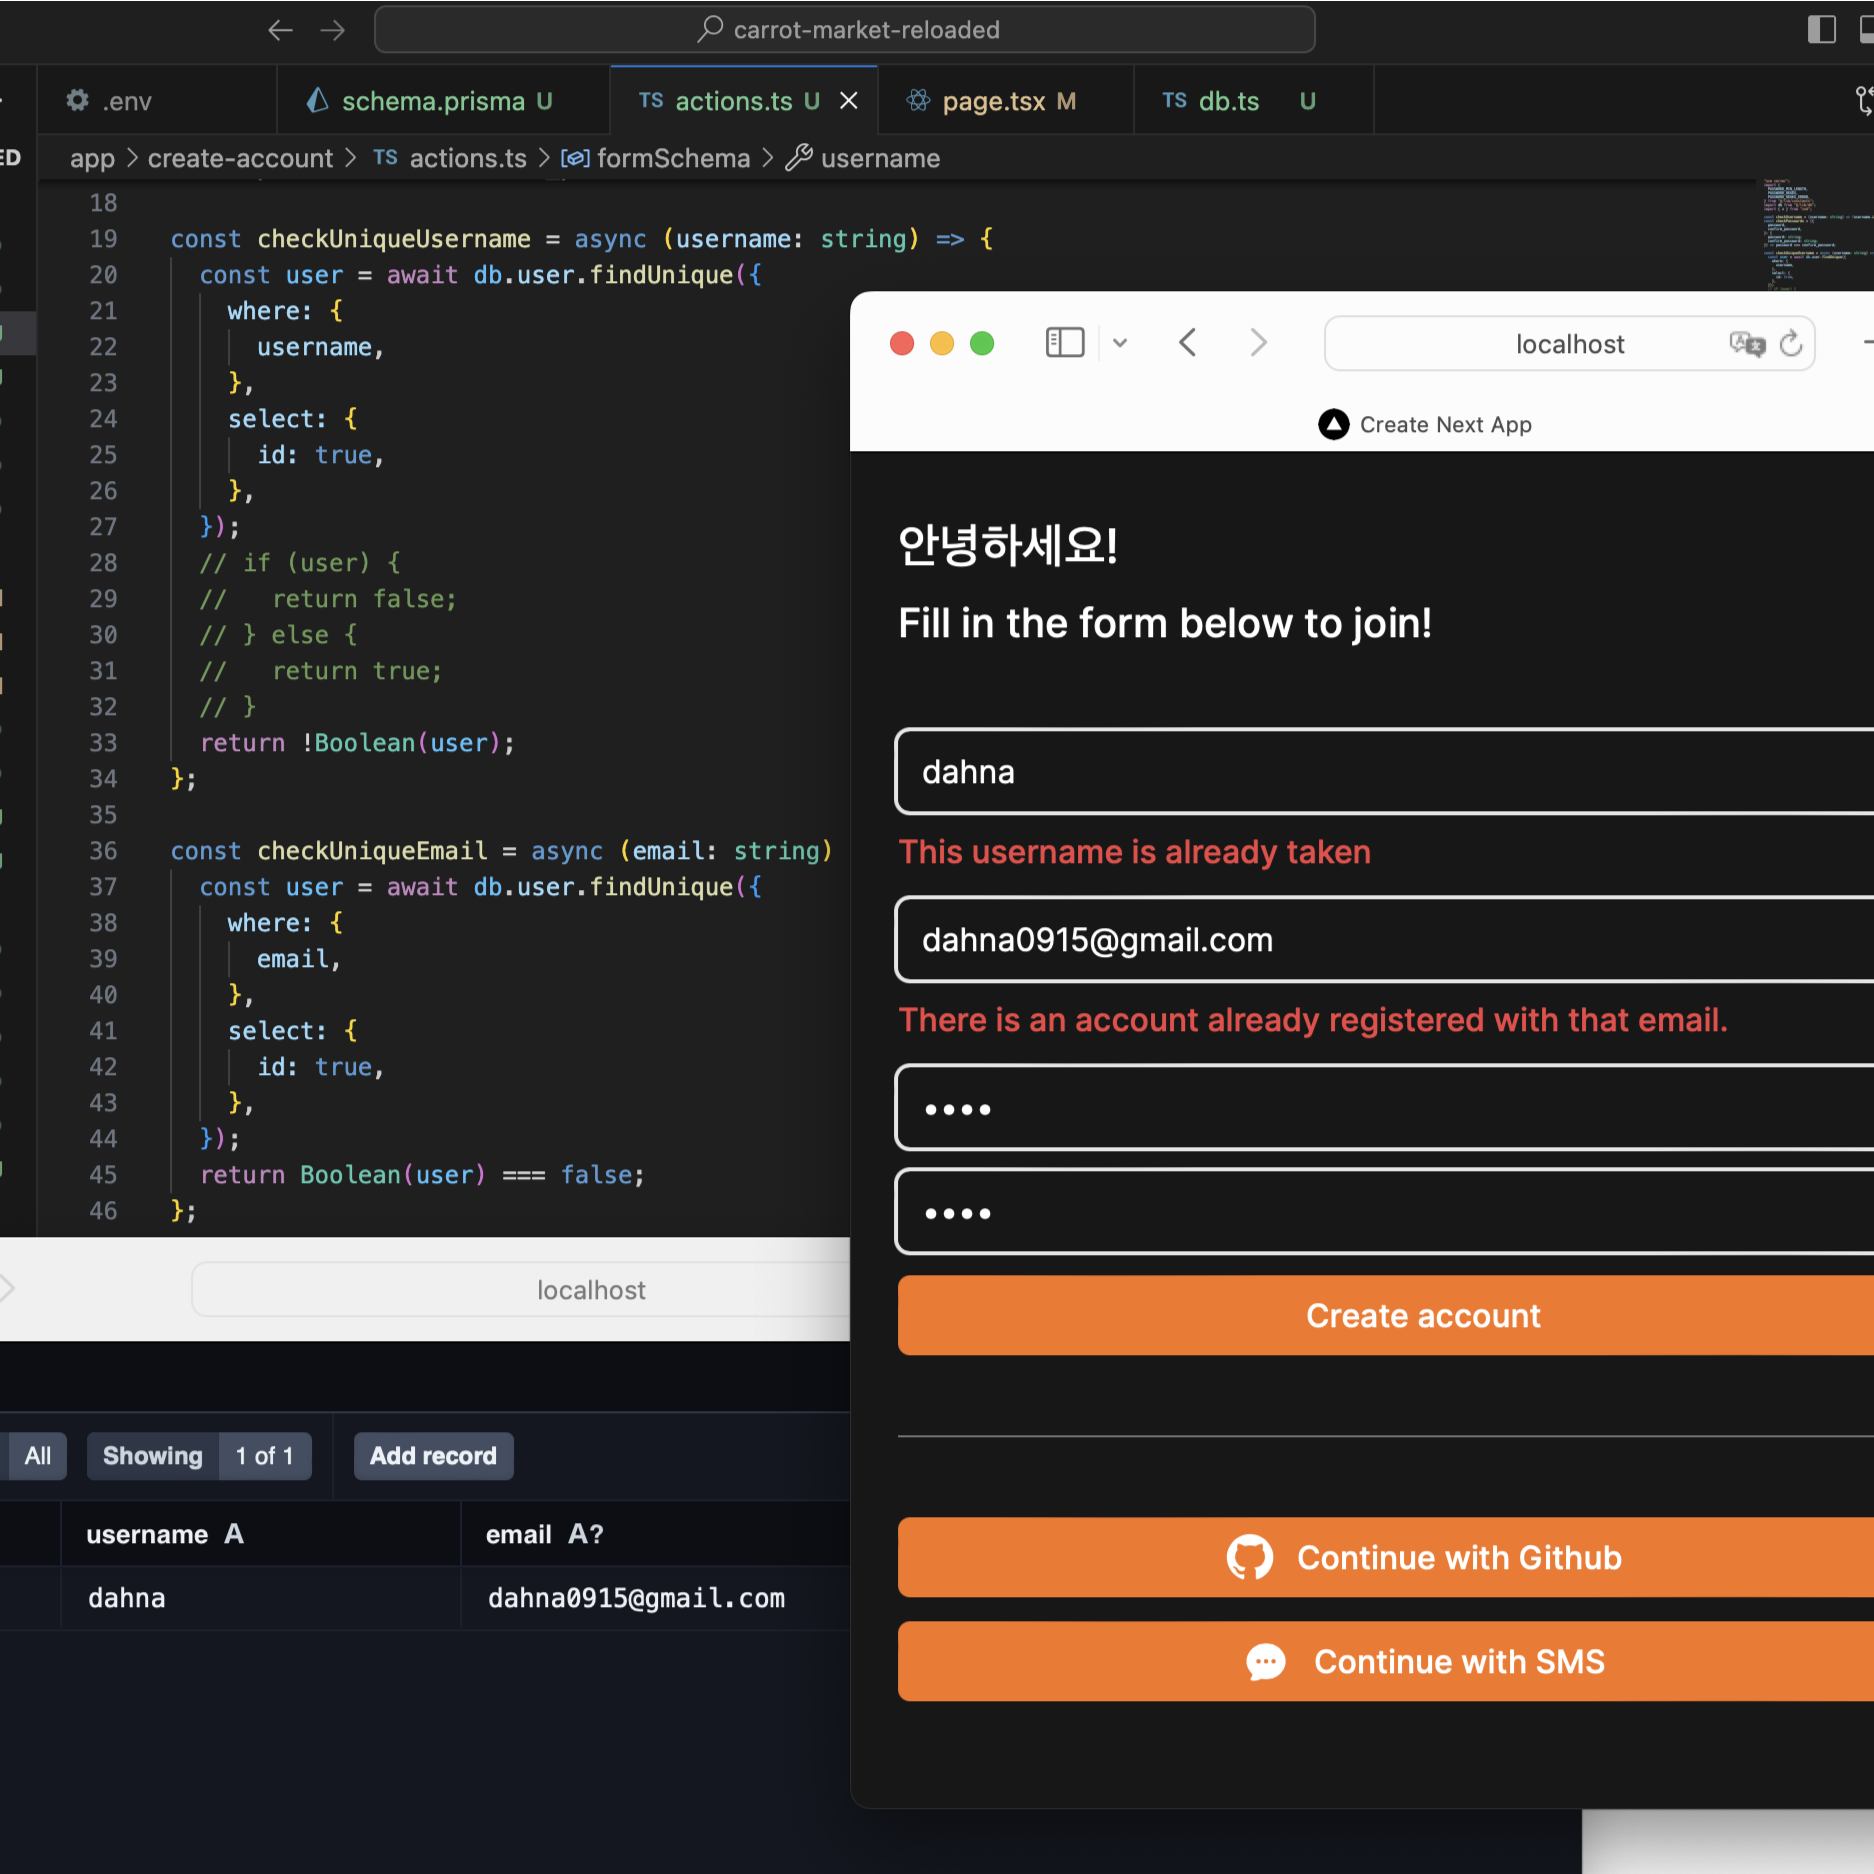 carrot-market-reloaded
.env
schema.prisma U
TS actions.ts U
page.tsx M
TS db.ts U
ED
app > create-account > TS actions.ts > formSchema > username
18
19 const checkUniqueUsername = async (username: string) => {
20 const user = await db.user.findUnique({
21 where: {
22 username,
23 },
24 select: {
25 id: true,
26 },
27 });
28 // if (user) {
29 //   return false;
30 // } else {
31 //   return true;
32 // }
33 return !Boolean(user);
34 };
35
36 const checkUniqueEmail = async (email: string)
37 const user = await db.user.findUnique({
38 where: {
39 email,
40 },
41 select: {
42 id: true,
43 },
44 });
45 return Boolean(user) === false;
46 };
localhost
Create Next App
안녕하세요!
Fill in the form below to join!
dahna
This username is already taken
dahna0915@gmail.com
There is an account already registered with that email.
••••
••••
Create account
Continue with Github
Continue with SMS
localhost
All
Showing 1 of 1
Add record
username A
email A?
dahna
dahna0915@gmail.com